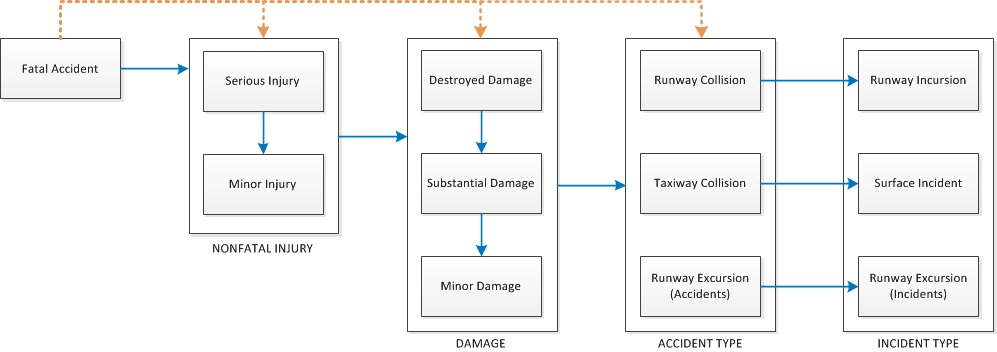 Fatal Accident
Serious Injury
Minor Injury
NONFATAL INJURY
Destroyed Damage
Substantial Damage
Minor Damage
DAMAGE
Runway Collision
Taxiway Collision
Runway Excursion
(Accidents)
ACCIDENT TYPE
Runway Incursion
Surface Incident
Runway Excursion
(Incidents)
INCIDENT TYPE